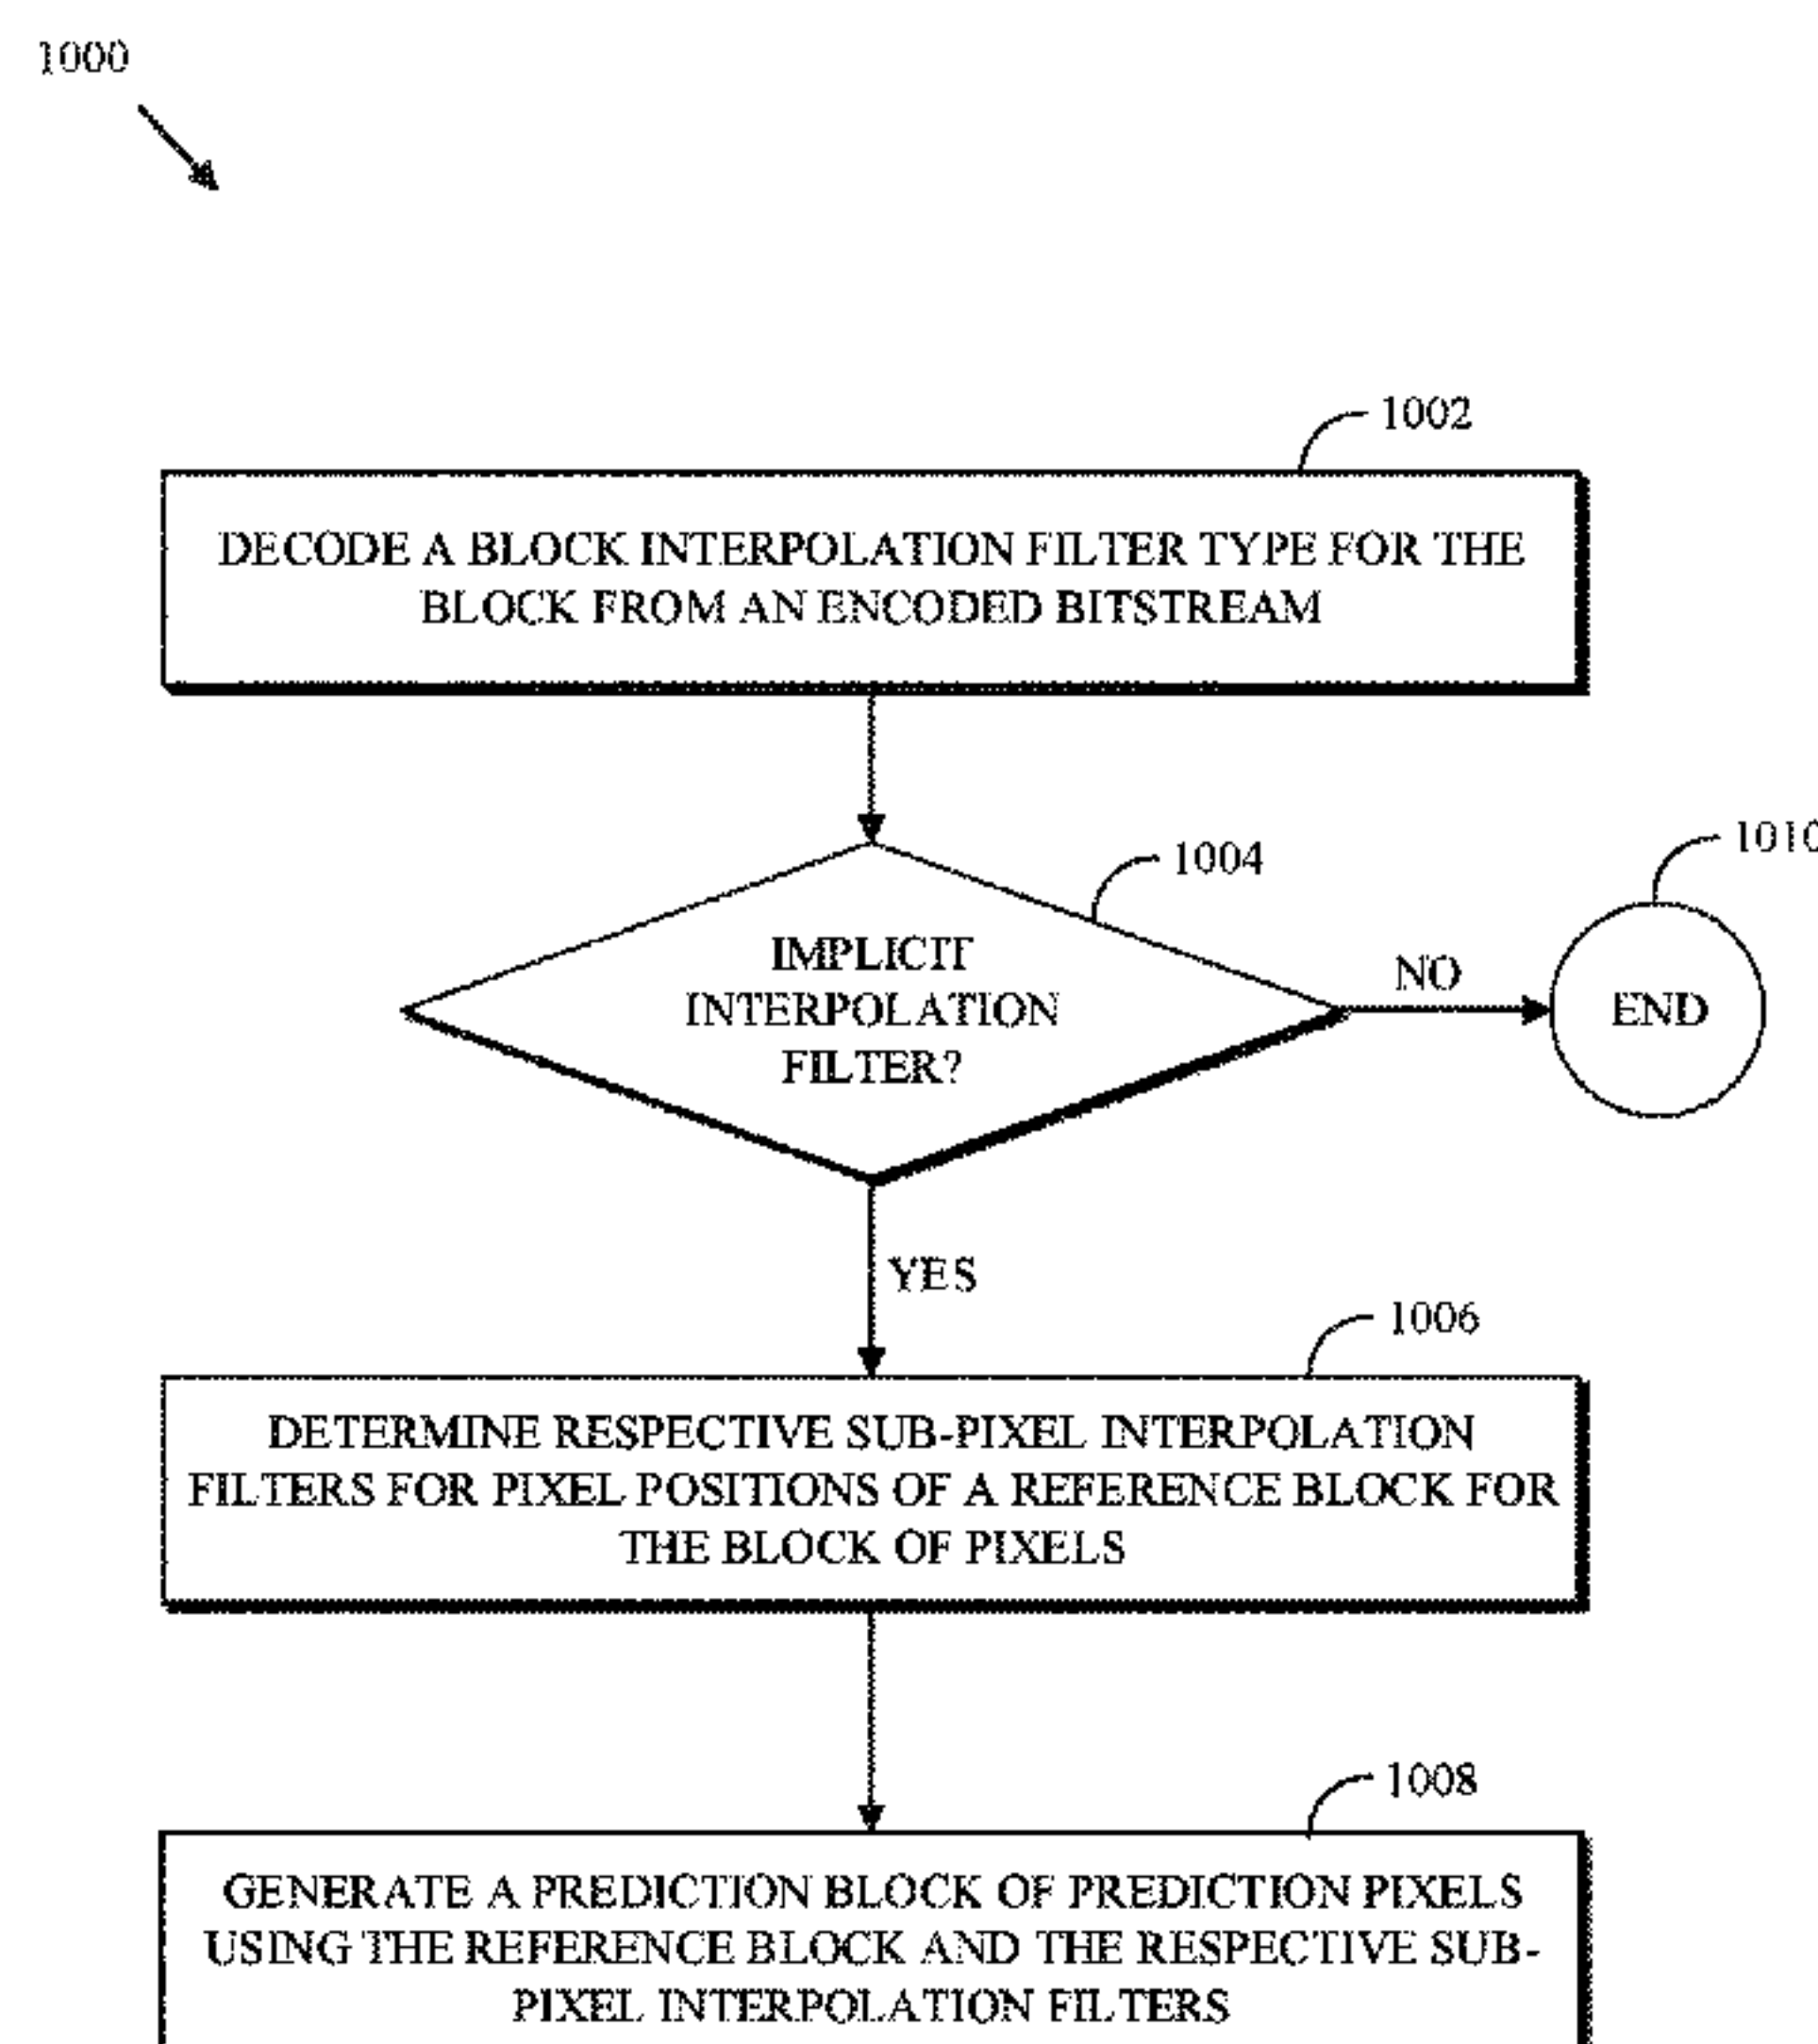 1000
1002
DECODE A BLOCK INTERPOLATION FILTER TYPE FOR THE
BLOCK FROM AN ENCODED BITSTREAM
1004
1010
IMPLICIT
INTERPOLATION
FILTER?
NO
END
YES
1006
DETERMINE RESPECTIVE SUB-PIXEL INTERPOLATION
FILTERS FOR PIXEL POSITIONS OF A REFERENCE BLOCK FOR
THE BLOCK OF PIXELS
1008
GENERATE A PREDICTION BLOCK OF PREDICTION PIXELS
USING THE REFERENCE BLOCK AND THE RESPECTIVE SUB-
PIXEL INTERPOLATION FILTERS